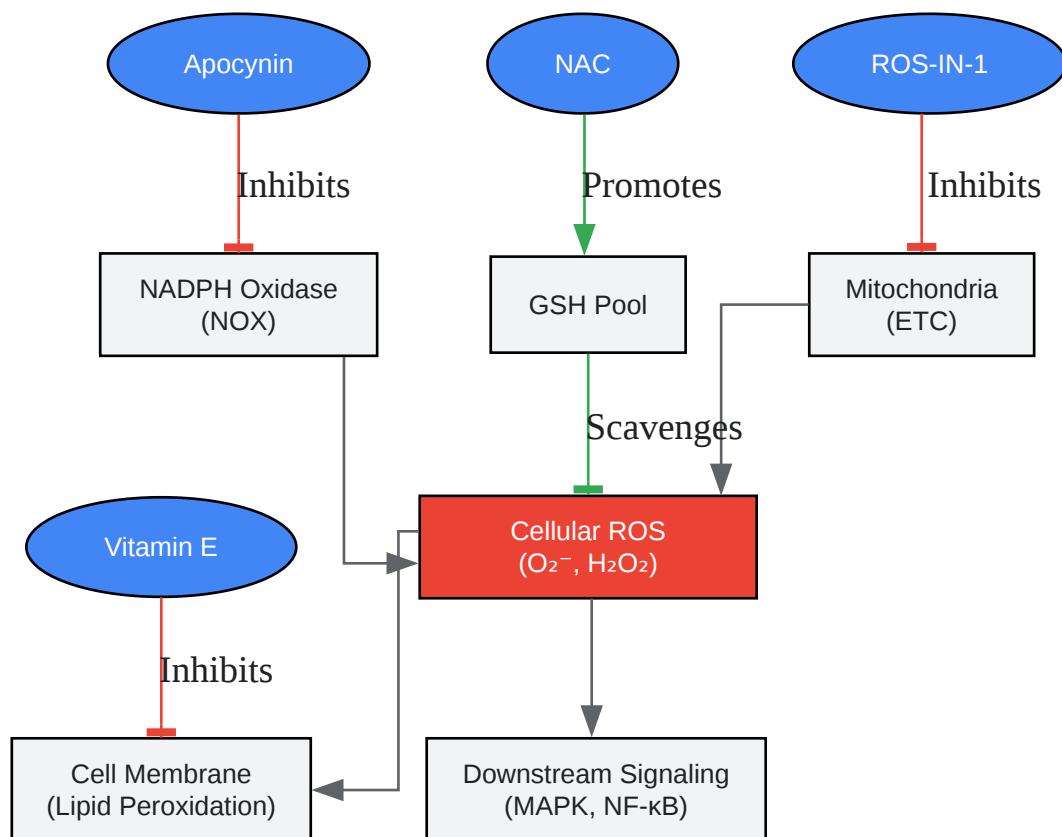 Apocynin
NAC
ROS-IN-1
Inhibits
Promotes
Inhibits
NADPH Oxidase
(NOX)
GSH Pool
Mitochondria
(ETC)
Scavenges
Cellular ROS
(O₂⁻, H₂O₂)
Vitamin E
Inhibits
Cell Membrane
(Lipid Peroxidation)
Downstream Signaling
(MAPK, NF-κB)